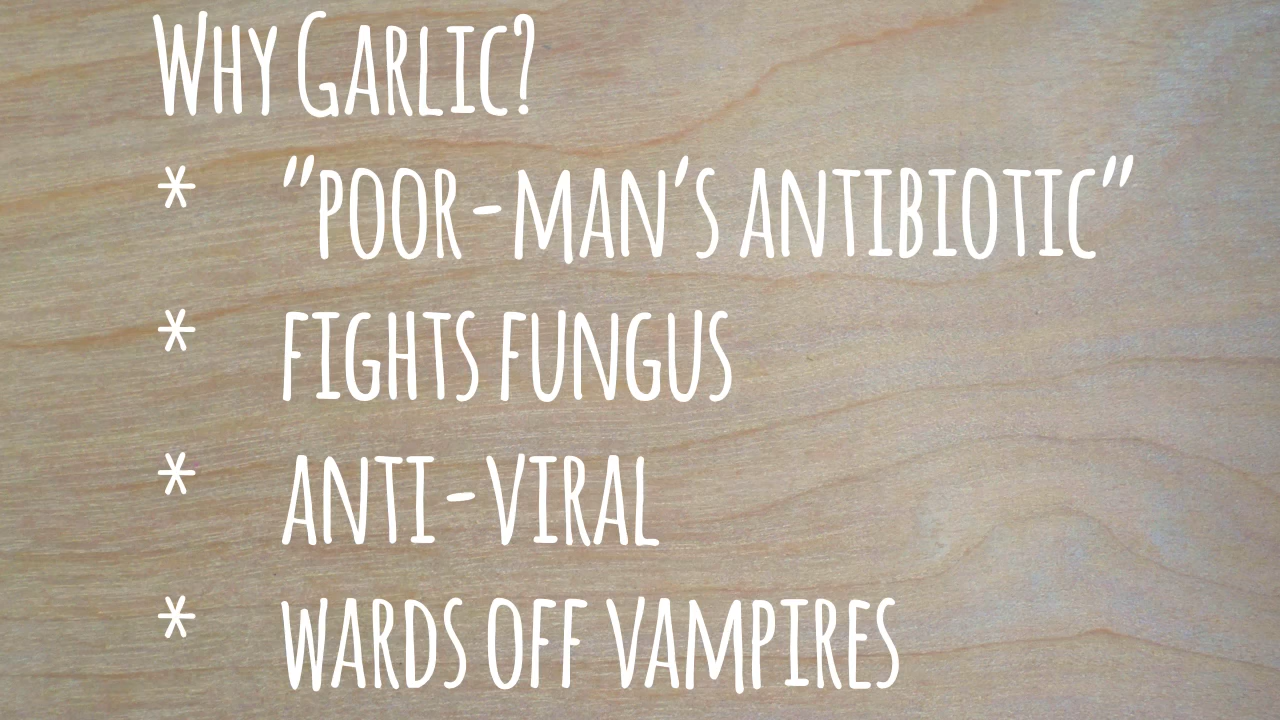 Why Garlic?
* "poor-man's antibiotic"
* fights fungus
* anti-viral
* wards off vampires